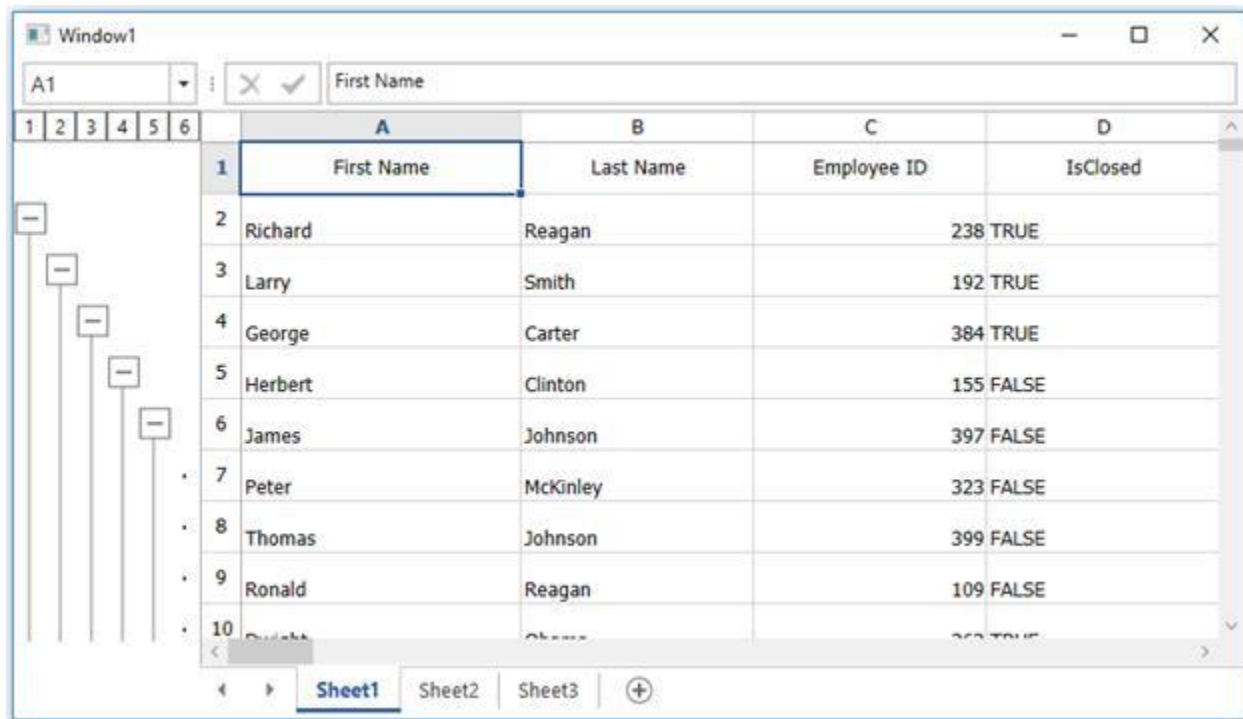 Window1
A1 First Name
1 2 3 4 5 6 A B C D
1 First Name Last Name Employee ID IsClosed
2 Richard Reagan 238 TRUE
3 Larry Smith 192 TRUE
4 George Carter 384 TRUE
5 Herbert Clinton 155 FALSE
6 James Johnson 397 FALSE
7 Peter McKinley 323 FALSE
8 Thomas Johnson 399 FALSE
9 Ronald Reagan 109 FALSE
10
Sheet1 Sheet2 Sheet3